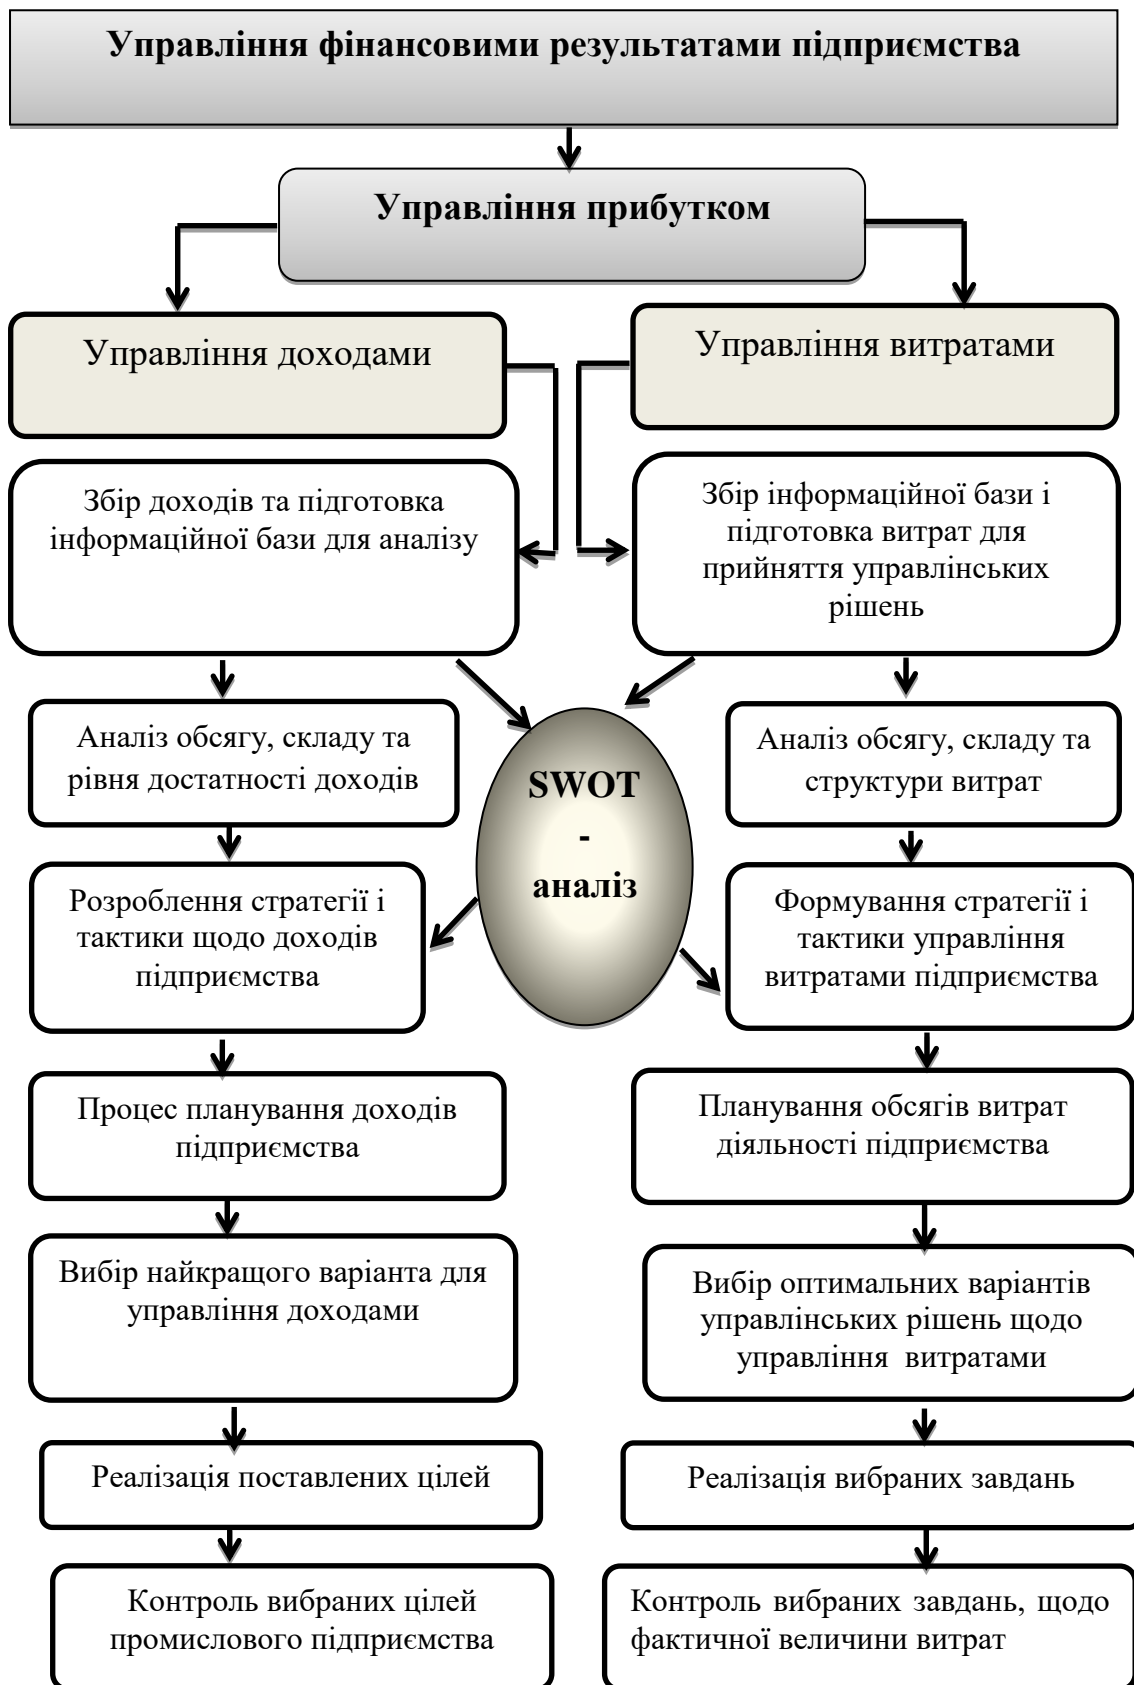 Управління фінансовими результатами підприємства
Управління прибутком
Управління доходами
Управління витратами
Збір доходів та підготовка
інформаційної бази для аналізу
Збір інформаційної бази і
підготовка витрат для
прийняття управлінських
рішень
Аналіз обсягу, складу та
рівня достатності доходів
SWOT
-
аналіз
Аналіз обсягу, складу та
структури витрат
Розроблення стратегії і
тактики щодо доходів
підприємства
Формування стратегії і
тактики управління
витратами підприємства
Процес планування доходів
підприємства
Планування обсягів витрат
діяльності підприємства
Вибір найкращого варіанта для
управління доходами
Вибір оптимальних варіантів
управлінських рішень щодо
управління  витратами
Реалізація поставлених цілей
Реалізація вибраних завдань
Контроль вибраних цілей
промислового підприємства
Контроль вибраних завдань, щодо
фактичної величини витрат